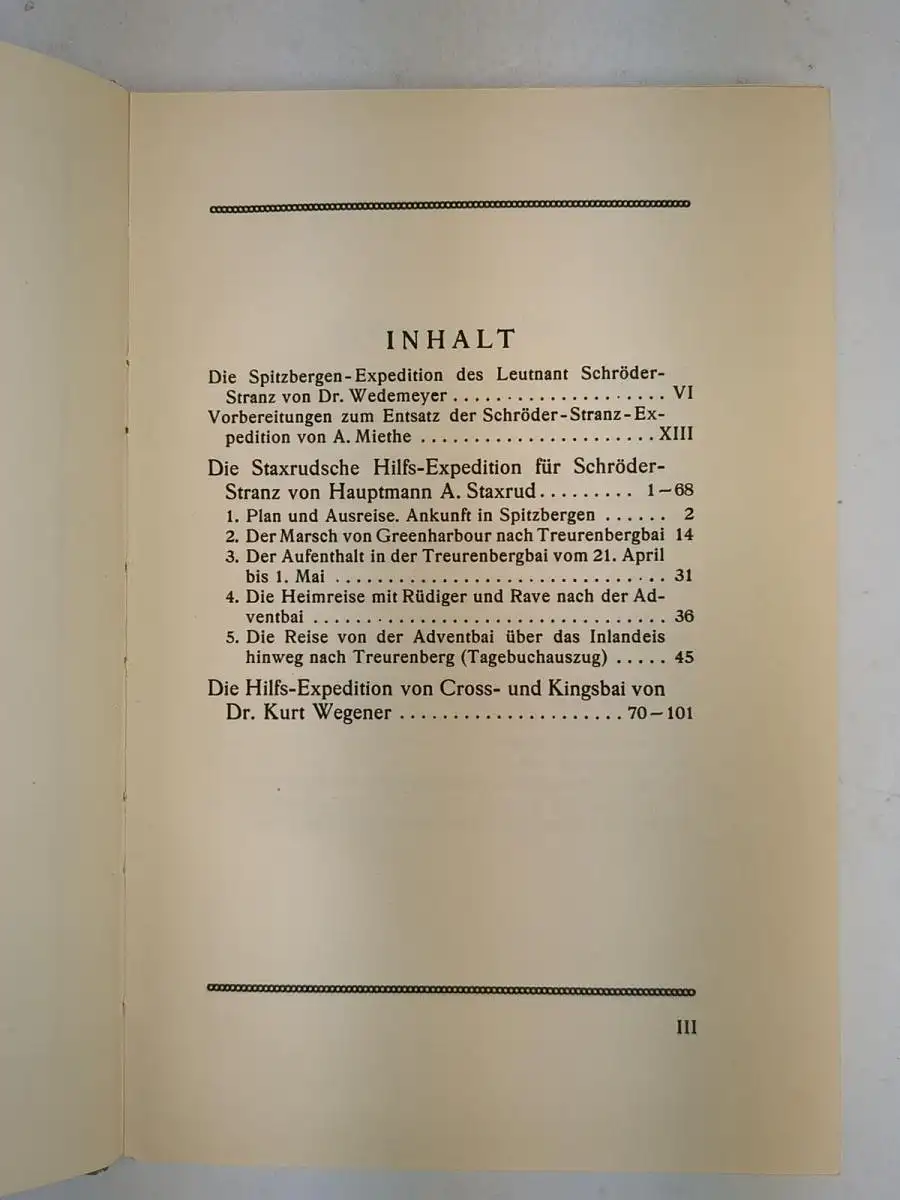 INHALT
Die Spitzbergen-Expedition des Leutnant Schröder-
Stranz von Dr. Wedemeyer . . . . . . . . . . . . . . . . . . . . VI
Vorbereitungen zum Entsatz der Schröder-Stranz-Ex-
pedition von A. Miethe . . . . . . . . . . . . . . . . . . . . . . . XIII
Die Staxrudsche Hilfs-Expedition für Schröder-
Stranz von Hauptmann A. Staxrud . . . . . . . . . 1—68
1. Plan und Ausreise. Ankunft in Spitzbergen . . . . . . 2
2. Der Marsch von Greenharbour nach Treurenbergbai 14
3. Der Aufenthalt in der Treurenbergbai vom 21. April
bis 1. Mai . . . . . . . . . . . . . . . . . . . . . . . . . . . . . . . 31
4. Die Heimreise mit Rüdiger und Rave nach der Ad-
ventbai . . . . . . . . . . . . . . . . . . . . . . . . . . . . . . . . . 36
5. Die Reise von der Adventbai über das Inlandeis
hinweg nach Treurenberg (Tagebuchauszug) . . . . . 45
Die Hilfs-Expedition von Cross- und Kingsbai von
Dr. Kurt Wegener . . . . . . . . . . . . . . . . . . . . . 70—101
III